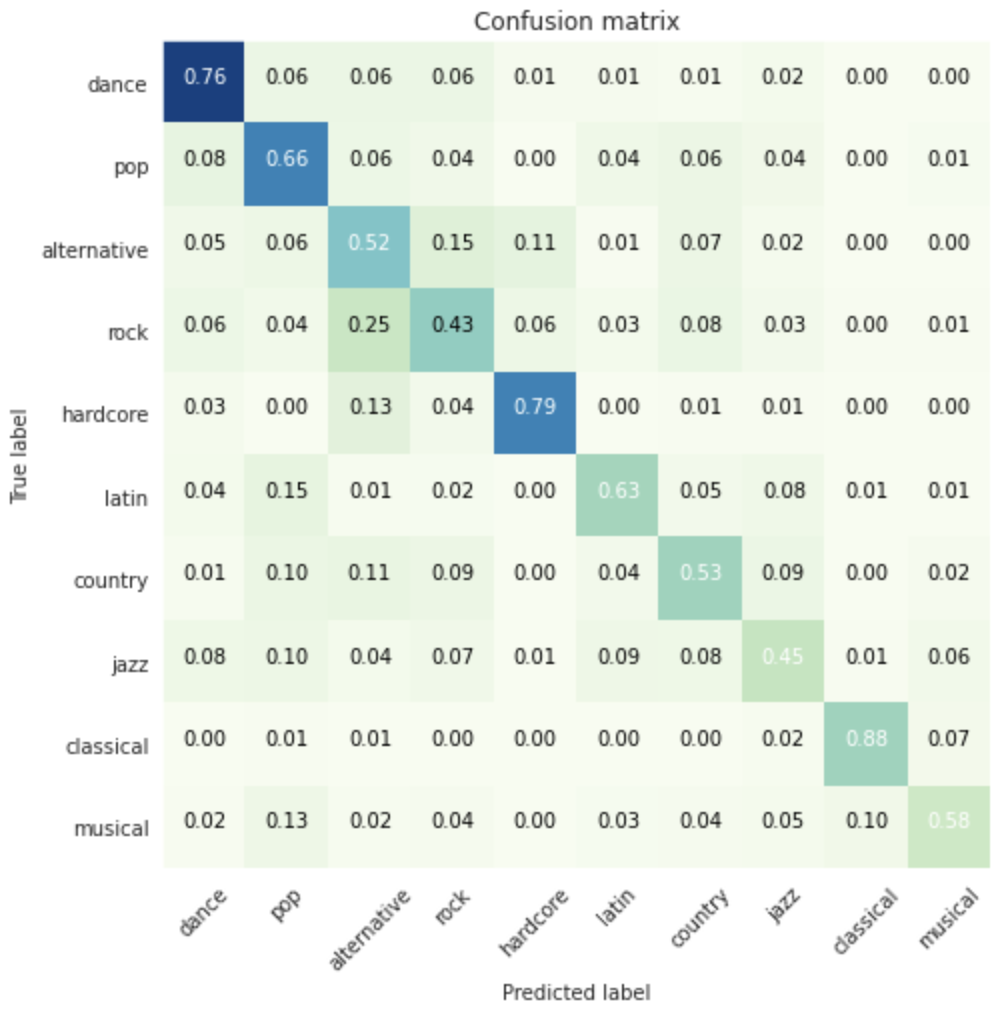 Confusion matrix
dance 0.76 0.06 0.06 0.06 0.01 0.01 0.01 0.02 0.00 0.00
pop 0.08 0.66 0.06 0.04 0.00 0.04 0.06 0.04 0.00 0.01
alternative 0.05 0.06 0.52 0.15 0.11 0.01 0.07 0.02 0.00 0.00
rock 0.06 0.04 0.25 0.43 0.06 0.03 0.08 0.03 0.00 0.01
hardcore 0.03 0.00 0.13 0.04 0.79 0.00 0.01 0.01 0.00 0.00
latin 0.04 0.15 0.01 0.02 0.00 0.63 0.05 0.08 0.01 0.01
country 0.01 0.10 0.11 0.09 0.00 0.04 0.53 0.09 0.00 0.02
jazz 0.08 0.10 0.04 0.07 0.01 0.09 0.08 0.45 0.01 0.06
classical 0.00 0.01 0.01 0.00 0.00 0.00 0.00 0.02 0.88 0.07
musical 0.02 0.13 0.02 0.04 0.00 0.03 0.04 0.05 0.10 0.58
True label
dance pop alternative rock hardcore latin country jazz classical musical
Predicted label